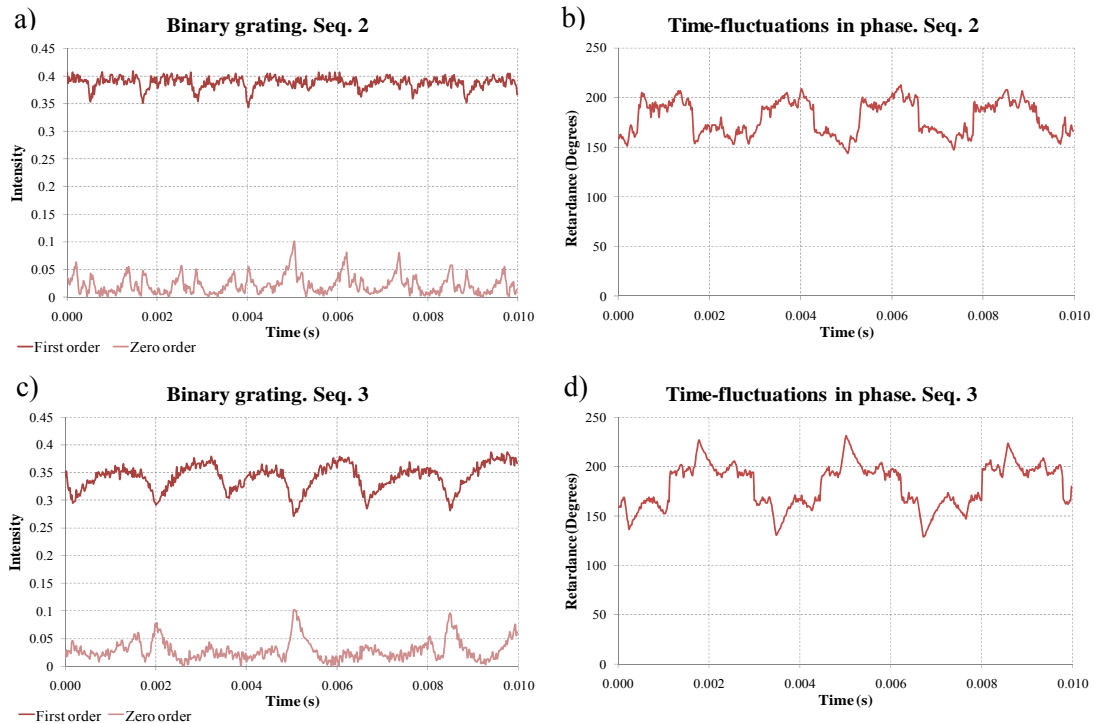 a)
Binary grating. Seq. 2
0.45
0.4
0.35
0.3
0.25
0.2
0.15
0.1
0.05
0
Intensity
0.000 0.002 0.004 0.006 0.008 0.010
Time (s)
First order Zero order
b)
Time-fluctuations in phase. Seq. 2
250
200
150
100
50
0
Retardance (Degrees)
0.000 0.002 0.004 0.006 0.008 0.010
Time (s)
c)
Binary grating. Seq. 3
0.45
0.4
0.35
0.3
0.25
0.2
0.15
0.1
0.05
0
Intensity
0.000 0.002 0.004 0.006 0.008 0.010
Time (s)
First order Zero order
d)
Time-fluctuations in phase. Seq. 3
250
200
150
100
50
0
Retardance (Degrees)
0.000 0.002 0.004 0.006 0.008 0.010
Time (s)